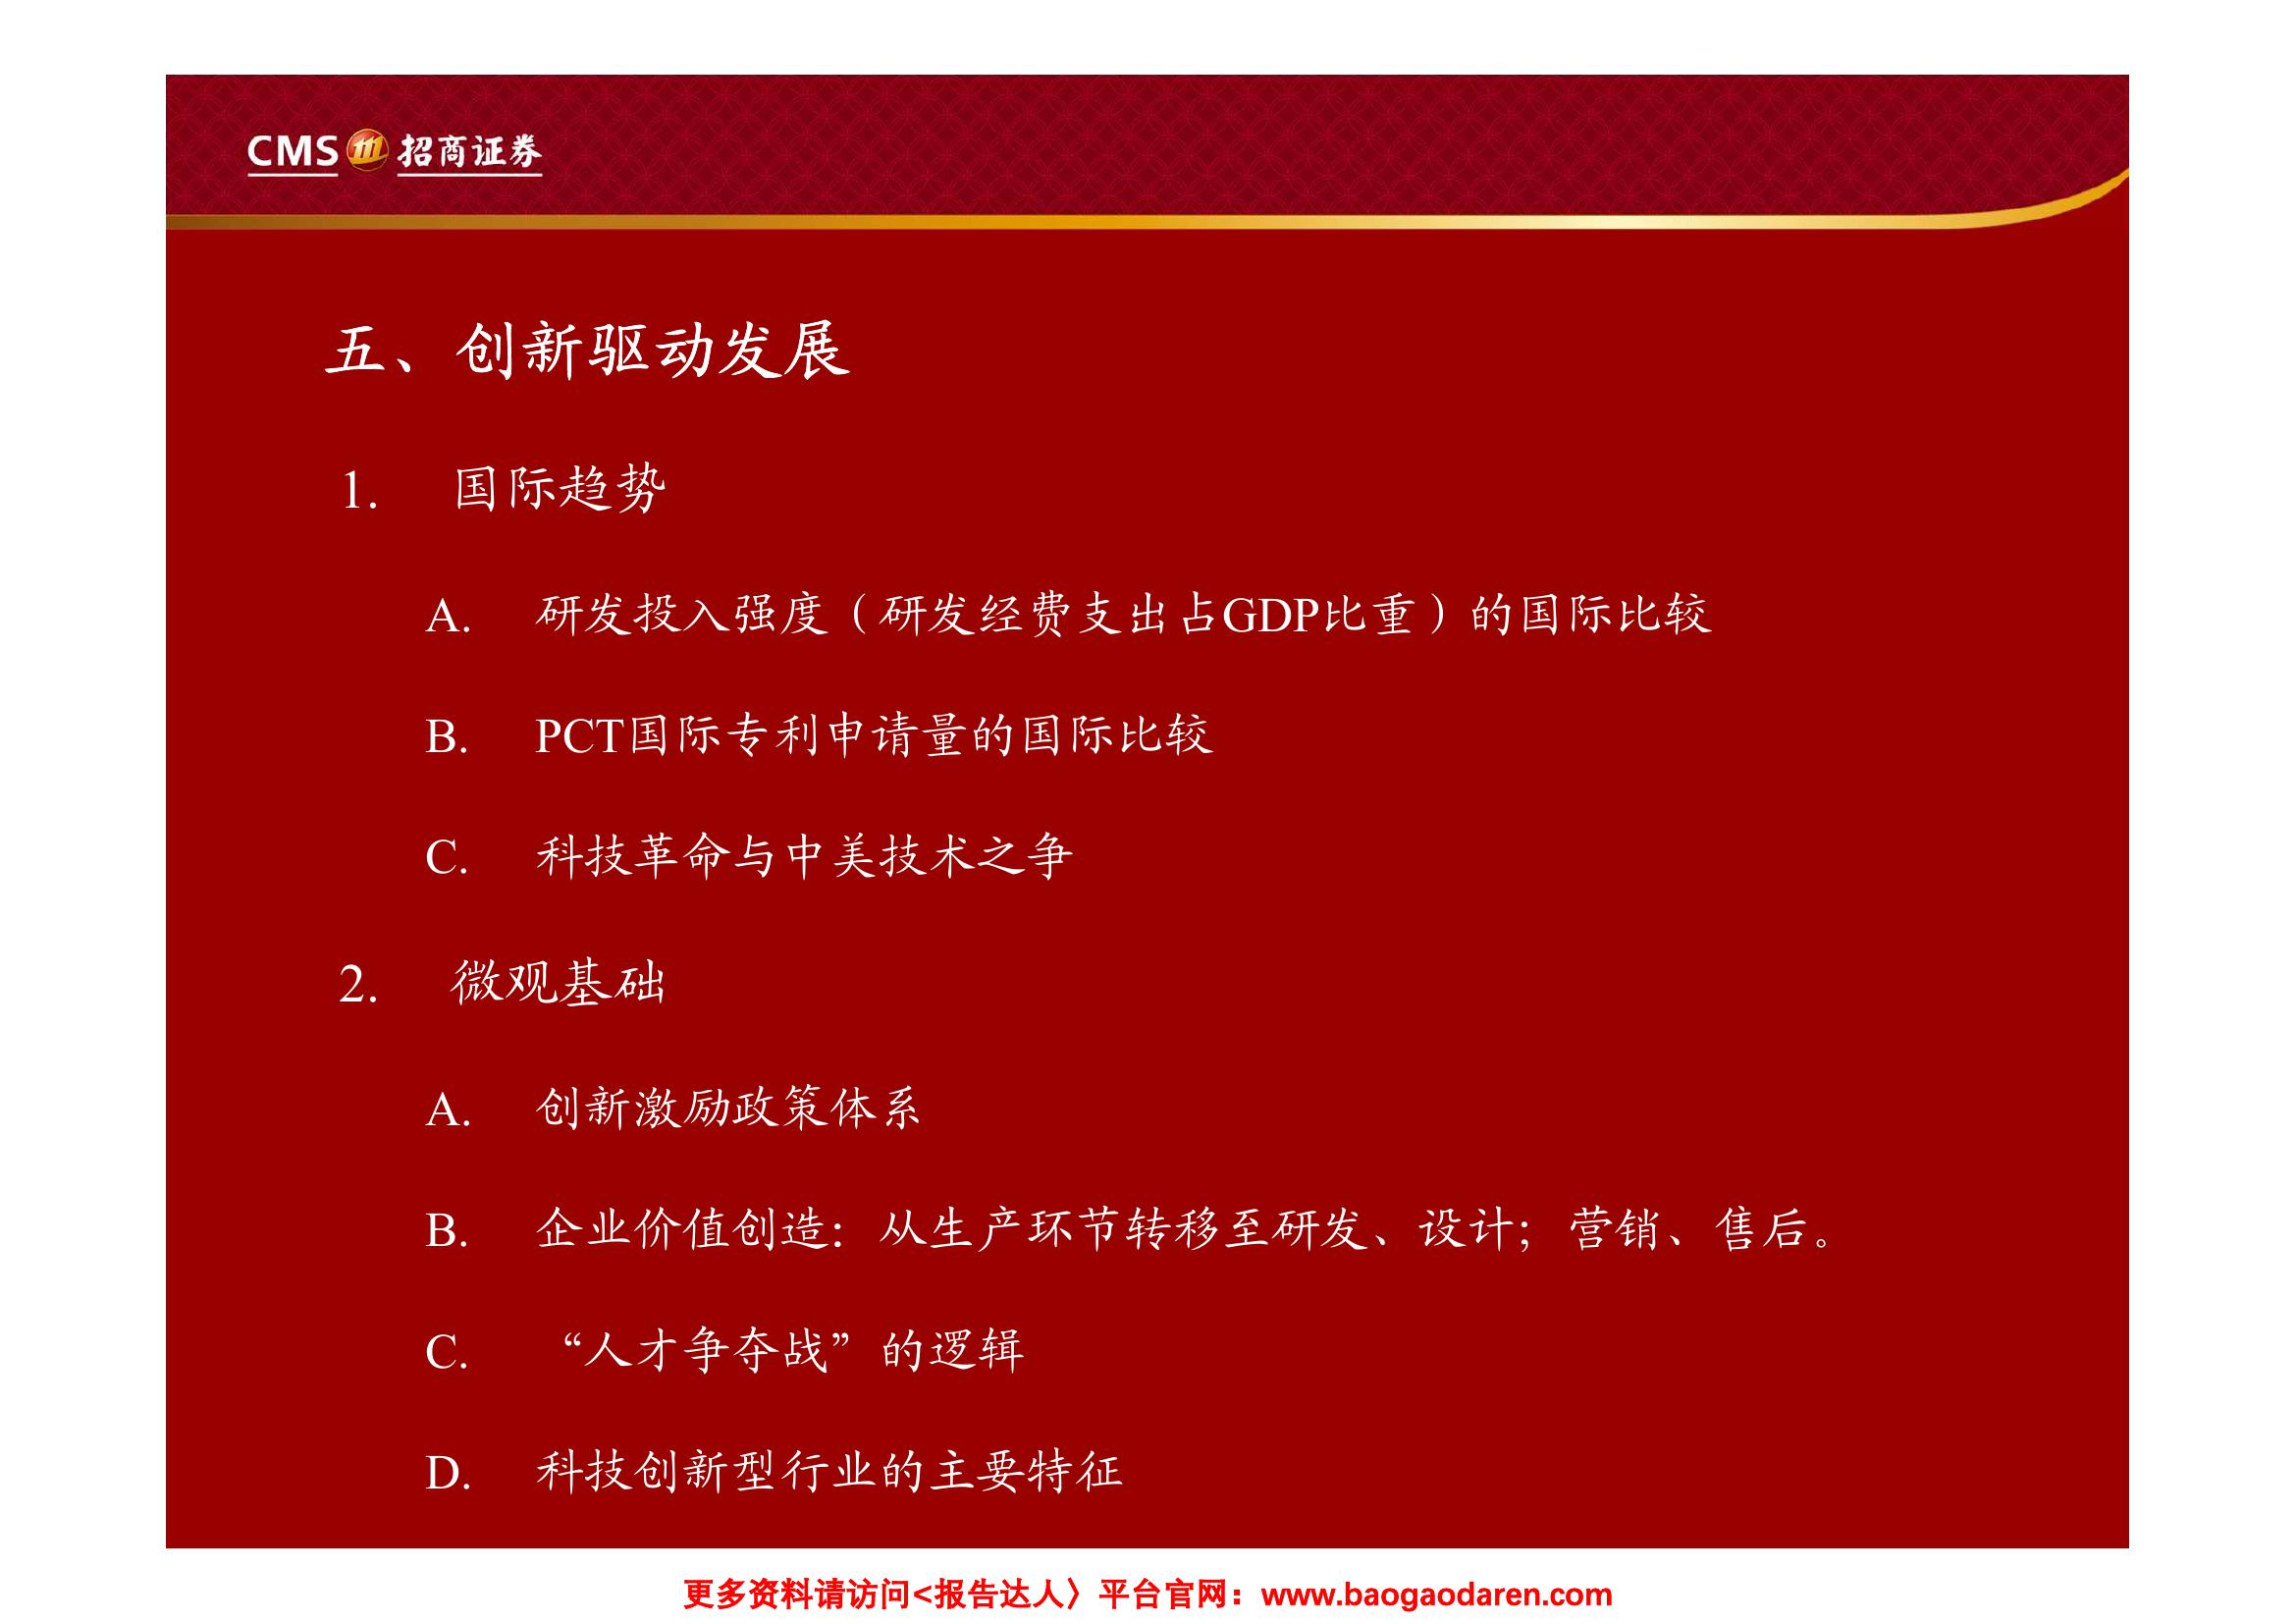 CMS 招商证券
五、创新驱动发展
1. 国际趋势
A. 研发投入强度（研发经费支出占GDP比重）的国际比较
B. PCT国际专利申请量的国际比较
C. 科技革命与中美技术之争
2. 微观基础
A. 创新激励政策体系
B. 企业价值创造：从生产环节转移至研发、设计；营销、售后。
C. “人才争夺战”的逻辑
D. 科技创新型行业的主要特征
更多资料请访问<报告达人〉平台官网：www.baogaodaren.com